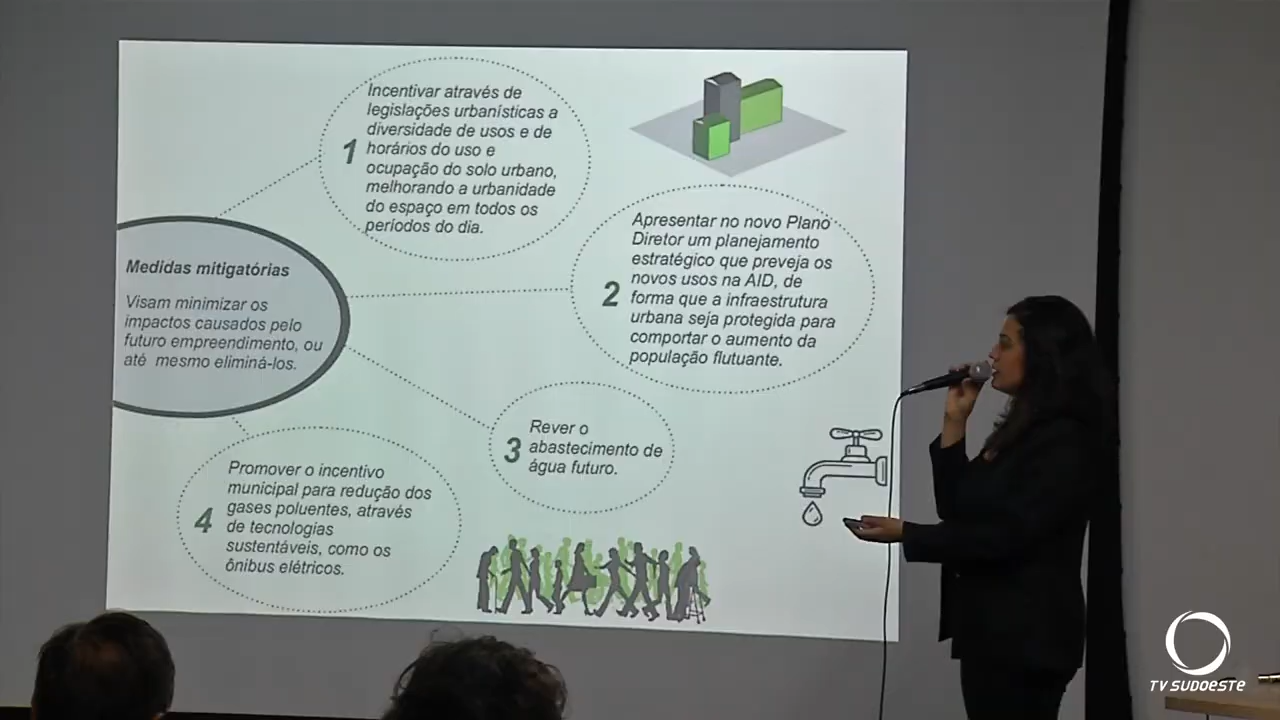 Medidas mitigatórias
Visam minimizar os
impactos causados pelo
futuro empreendimento, ou
até mesmo eliminá-los.
1
Incentivar através de
legislações urbanísticas a
diversidade de usos e de
horários do uso e
ocupação do solo urbano,
melhorando a urbanidade
do espaço em todos os
períodos do dia.
2
Apresentar no novo Plano
Diretor um planejamento
estratégico que preveja os
novos usos na AID, de
forma que a infraestrutura
urbana seja protegida para
comportar o aumento da
população flutuante.
3
Rever o
abastecimento de
água futuro.
4
Promover o incentivo
municipal para redução dos
gases poluentes, através
de tecnologias
sustentáveis, como os
ônibus elétricos.
TV SUDOESTE